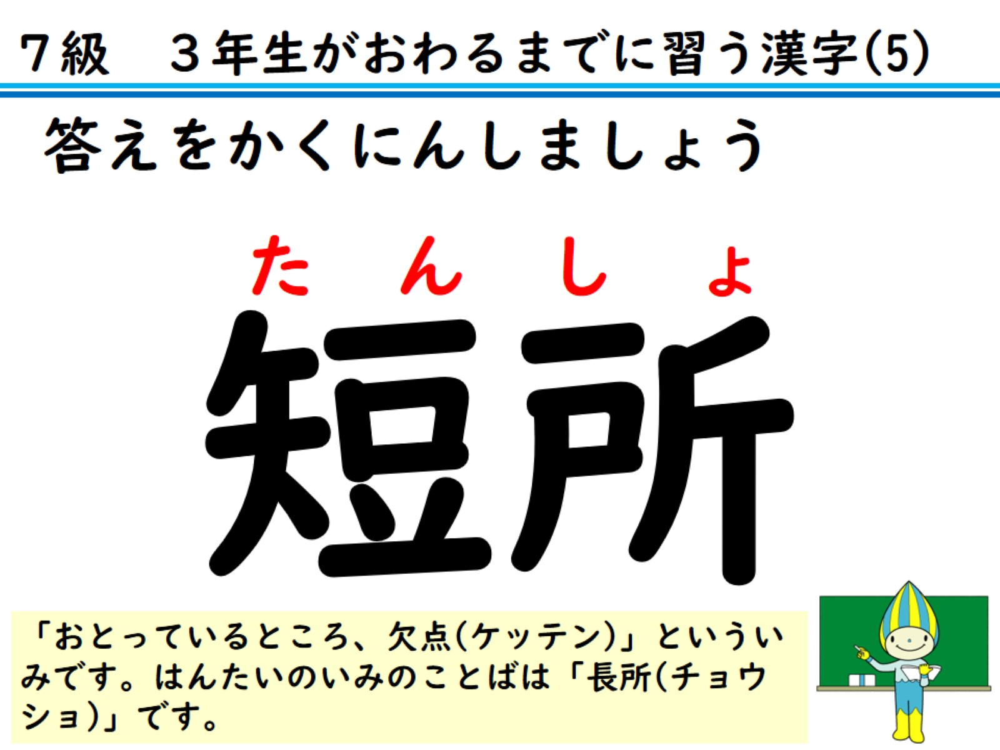 ７級　３年生がおわるまでに習う漢字(5)
答えをかくにんしましょう
たんしょ
短所
「おとっているところ、欠点(ケッテン)」というい
みです。はんたいのいみのことばは「長所(チョウ
ショ)」です。